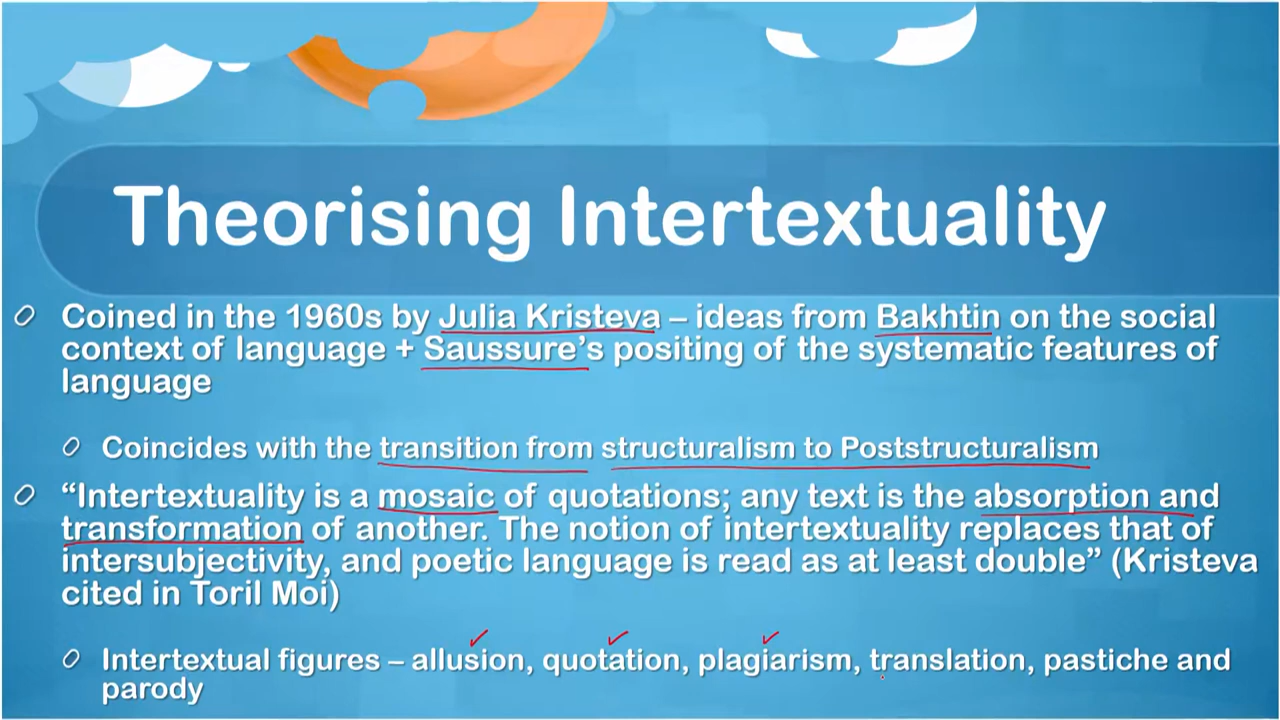 Theorising Intertextuality
Coined in the 1960s by Julia Kristeva – ideas from Bakhtin on the social
context of language + Saussure's positing of the systematic features of
language
Coincides with the transition from structuralism to Poststructuralism
“Intertextuality is a mosaic of quotations; any text is the absorption and
transformation of another. The notion of intertextuality replaces that of
intersubjectivity, and poetic language is read as at least double” (Kristeva
cited in Toril Moi)
Intertextual figures – allusion, quotation, plagiarism, translation, pastiche and
parody